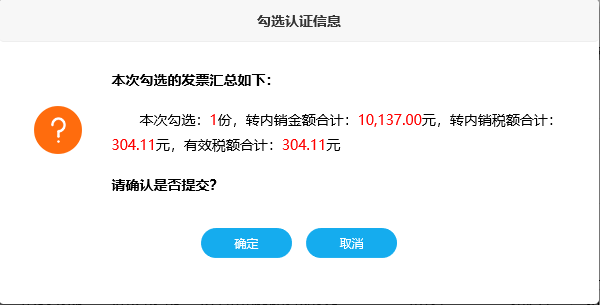 勾选认证信息
本次勾选的发票汇总如下：
本次勾选：1份，转内销金额合计：10,137.00元，转内销税额合计：
304.11元，有效税额合计：304.11元
请确认是否提交？
确定 取消